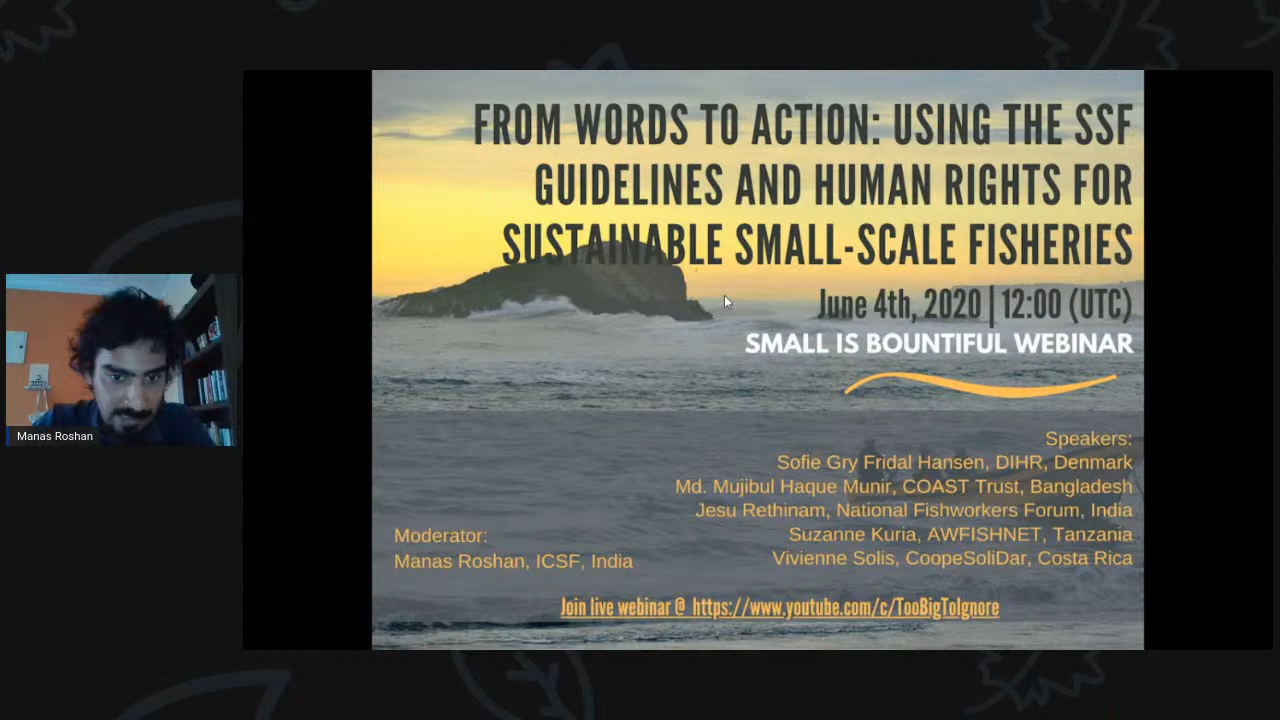 FROM WORDS TO ACTION: USING THE SSF
GUIDELINES AND HUMAN RIGHTS FOR
SUSTAINABLE SMALL-SCALE FISHERIES
June 4th, 2020 | 12:00 (UTC)
SMALL IS BOUNTIFUL WEBINAR
Speakers:
Sofie Gry Fridal Hansen, DIHR, Denmark
Md. Mujibul Haque Munir, COAST Trust, Bangladesh
Jesu Rethinam, National Fishworkers Forum, India
Suzanne Kuria, AWFISHNET, Tanzania
Vivienne Solis, CoopeSoliDar, Costa Rica
Moderator:
Manas Roshan, ICSF, India
Join live webinar @ https://www.youtube.com/c/TooBigToIgnore
Manas Roshan